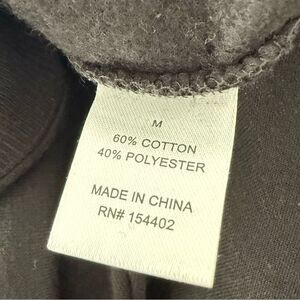 M
60% COTTON
40% POLYESTER
MADE IN CHINA
RN# 154402